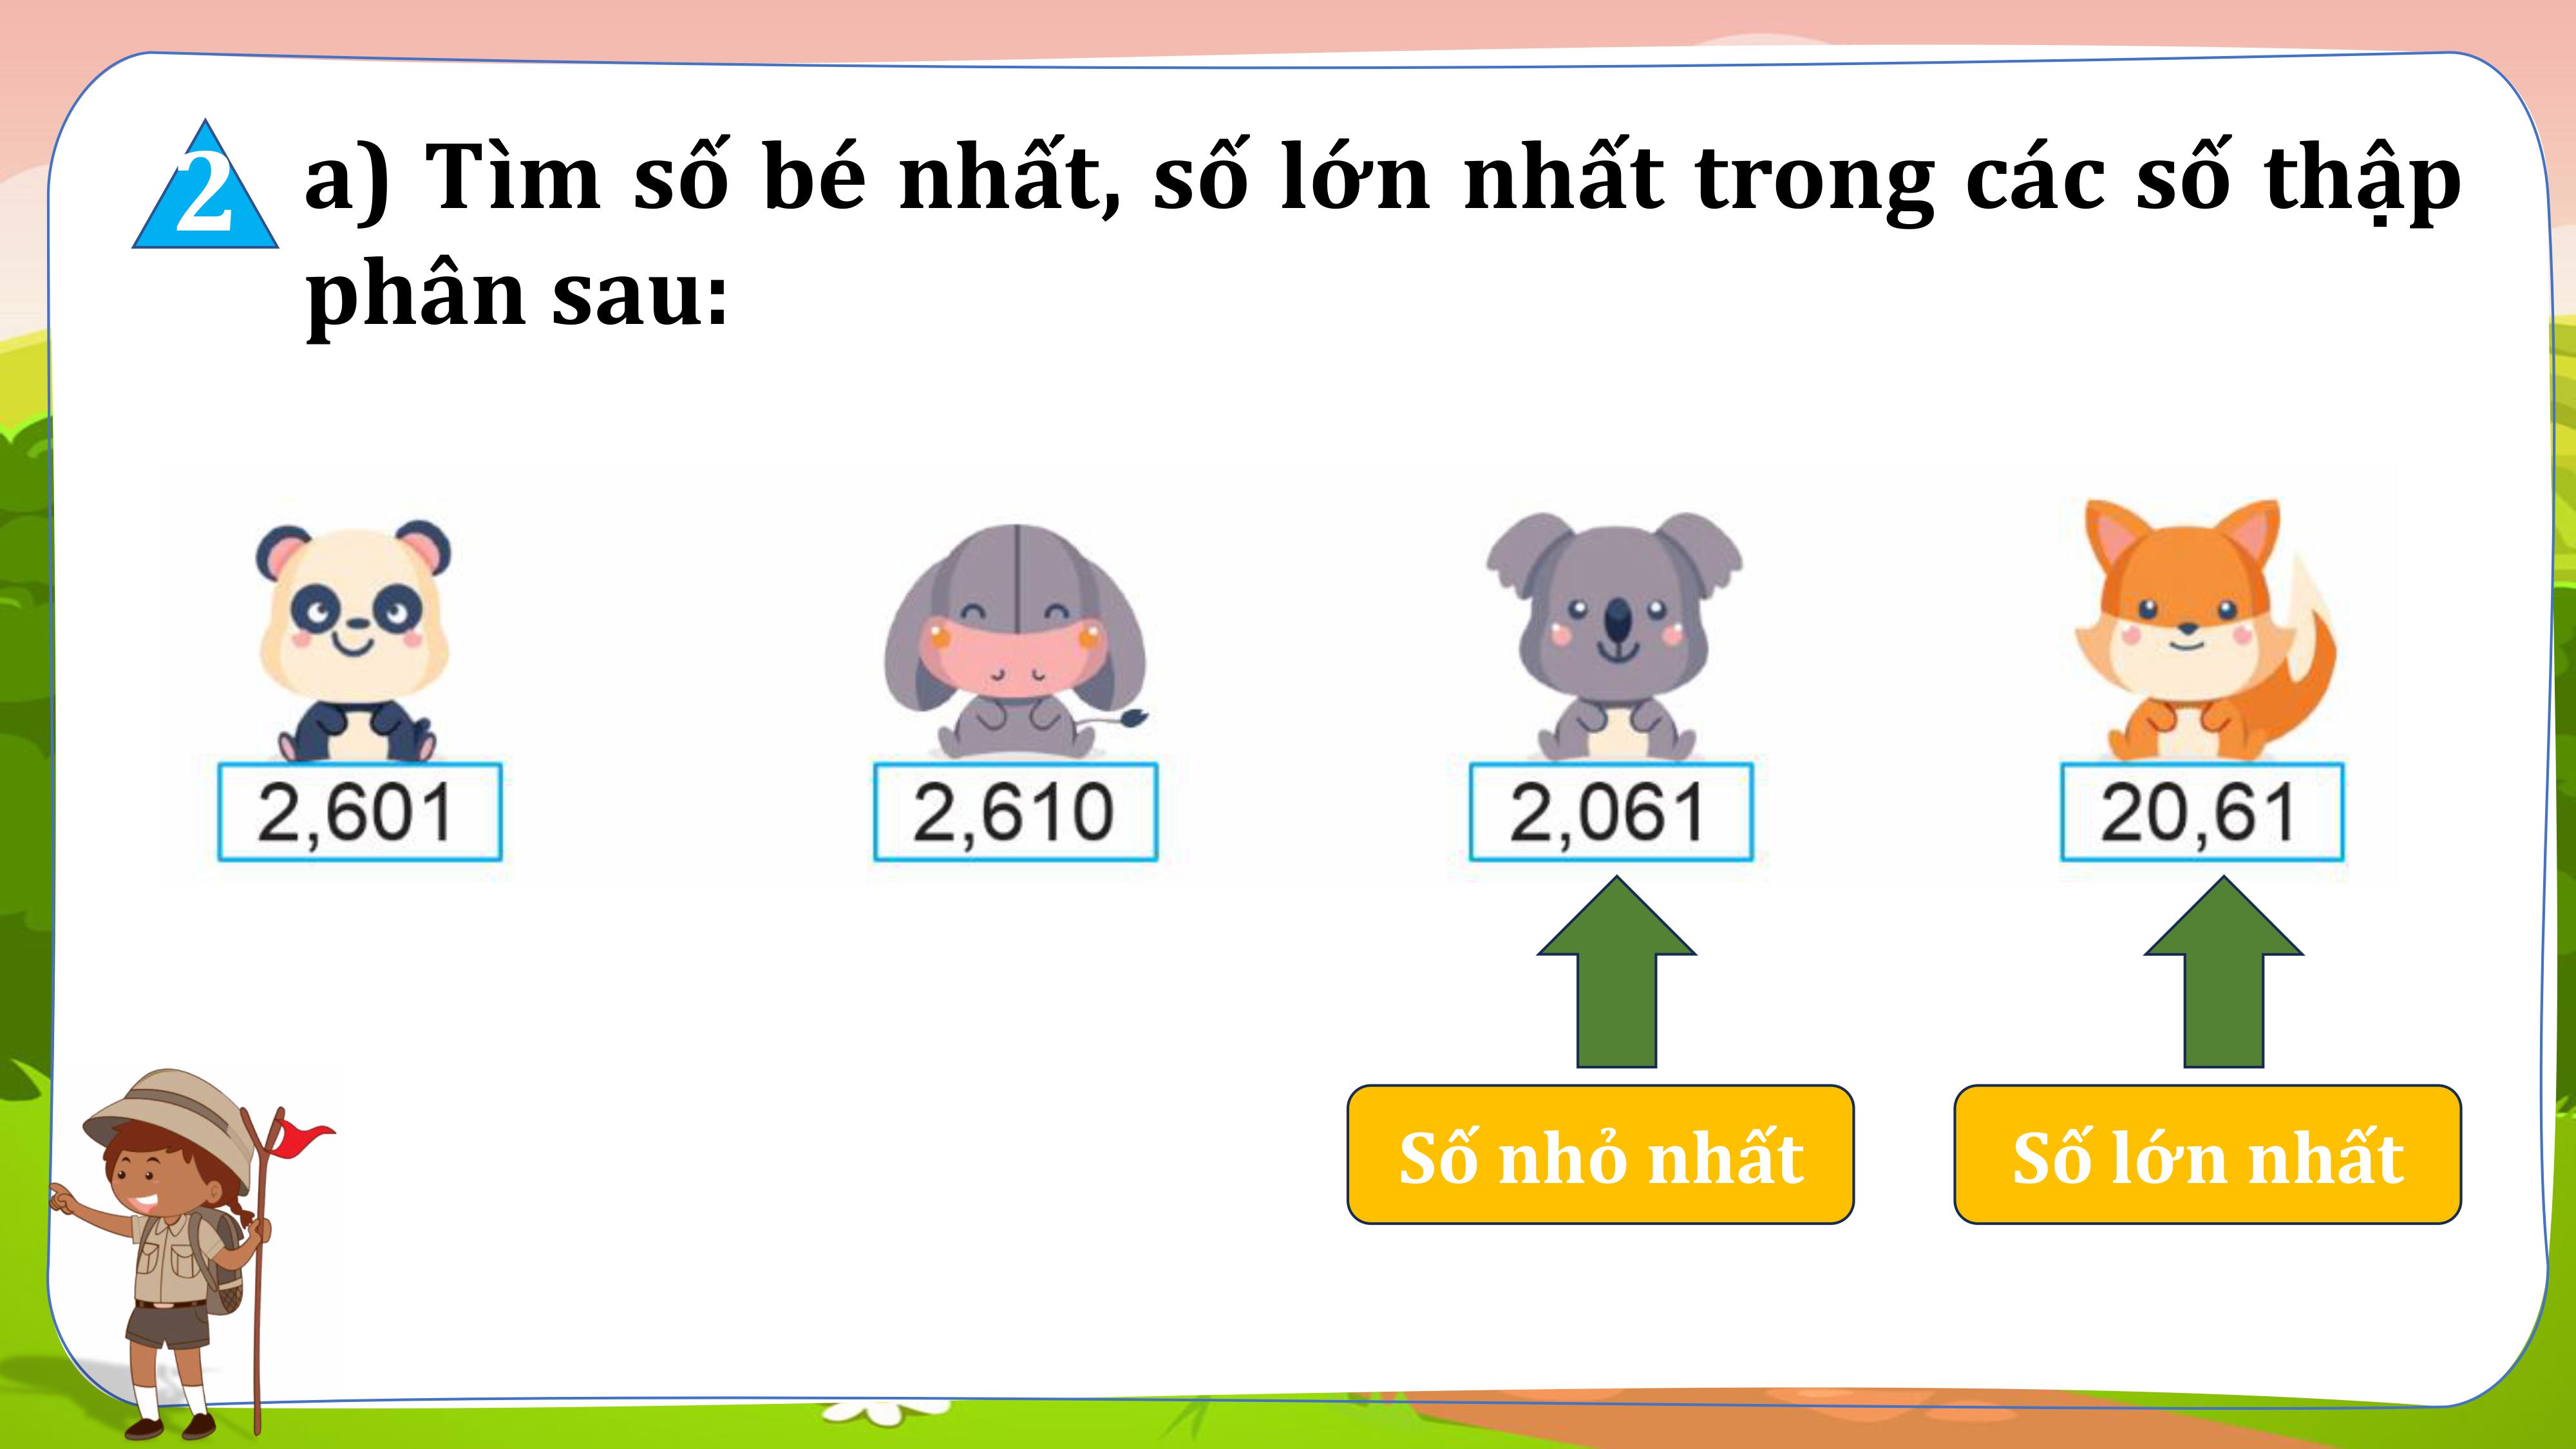 2
a) Tìm số bé nhất, số lớn nhất trong các số thập
phân sau:
2,601
2,610
2,061
20,61
Số nhỏ nhất
Số lớn nhất